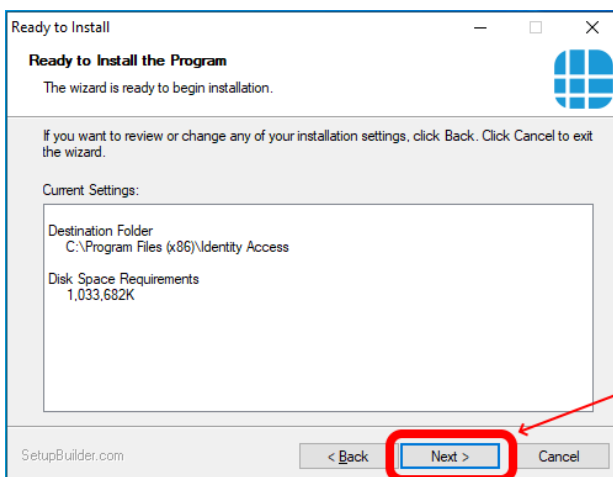 Ready to Install
Ready to Install the Program
The wizard is ready to begin installation.
If you want to review or change any of your installation settings, click Back. Click Cancel to exit
the wizard.
Current Settings:
Destination Folder
C:\Program Files (x86)\Identity Access
Disk Space Requirements
1,033,682K
SetupBuilder.com
< Back
Next >
Cancel